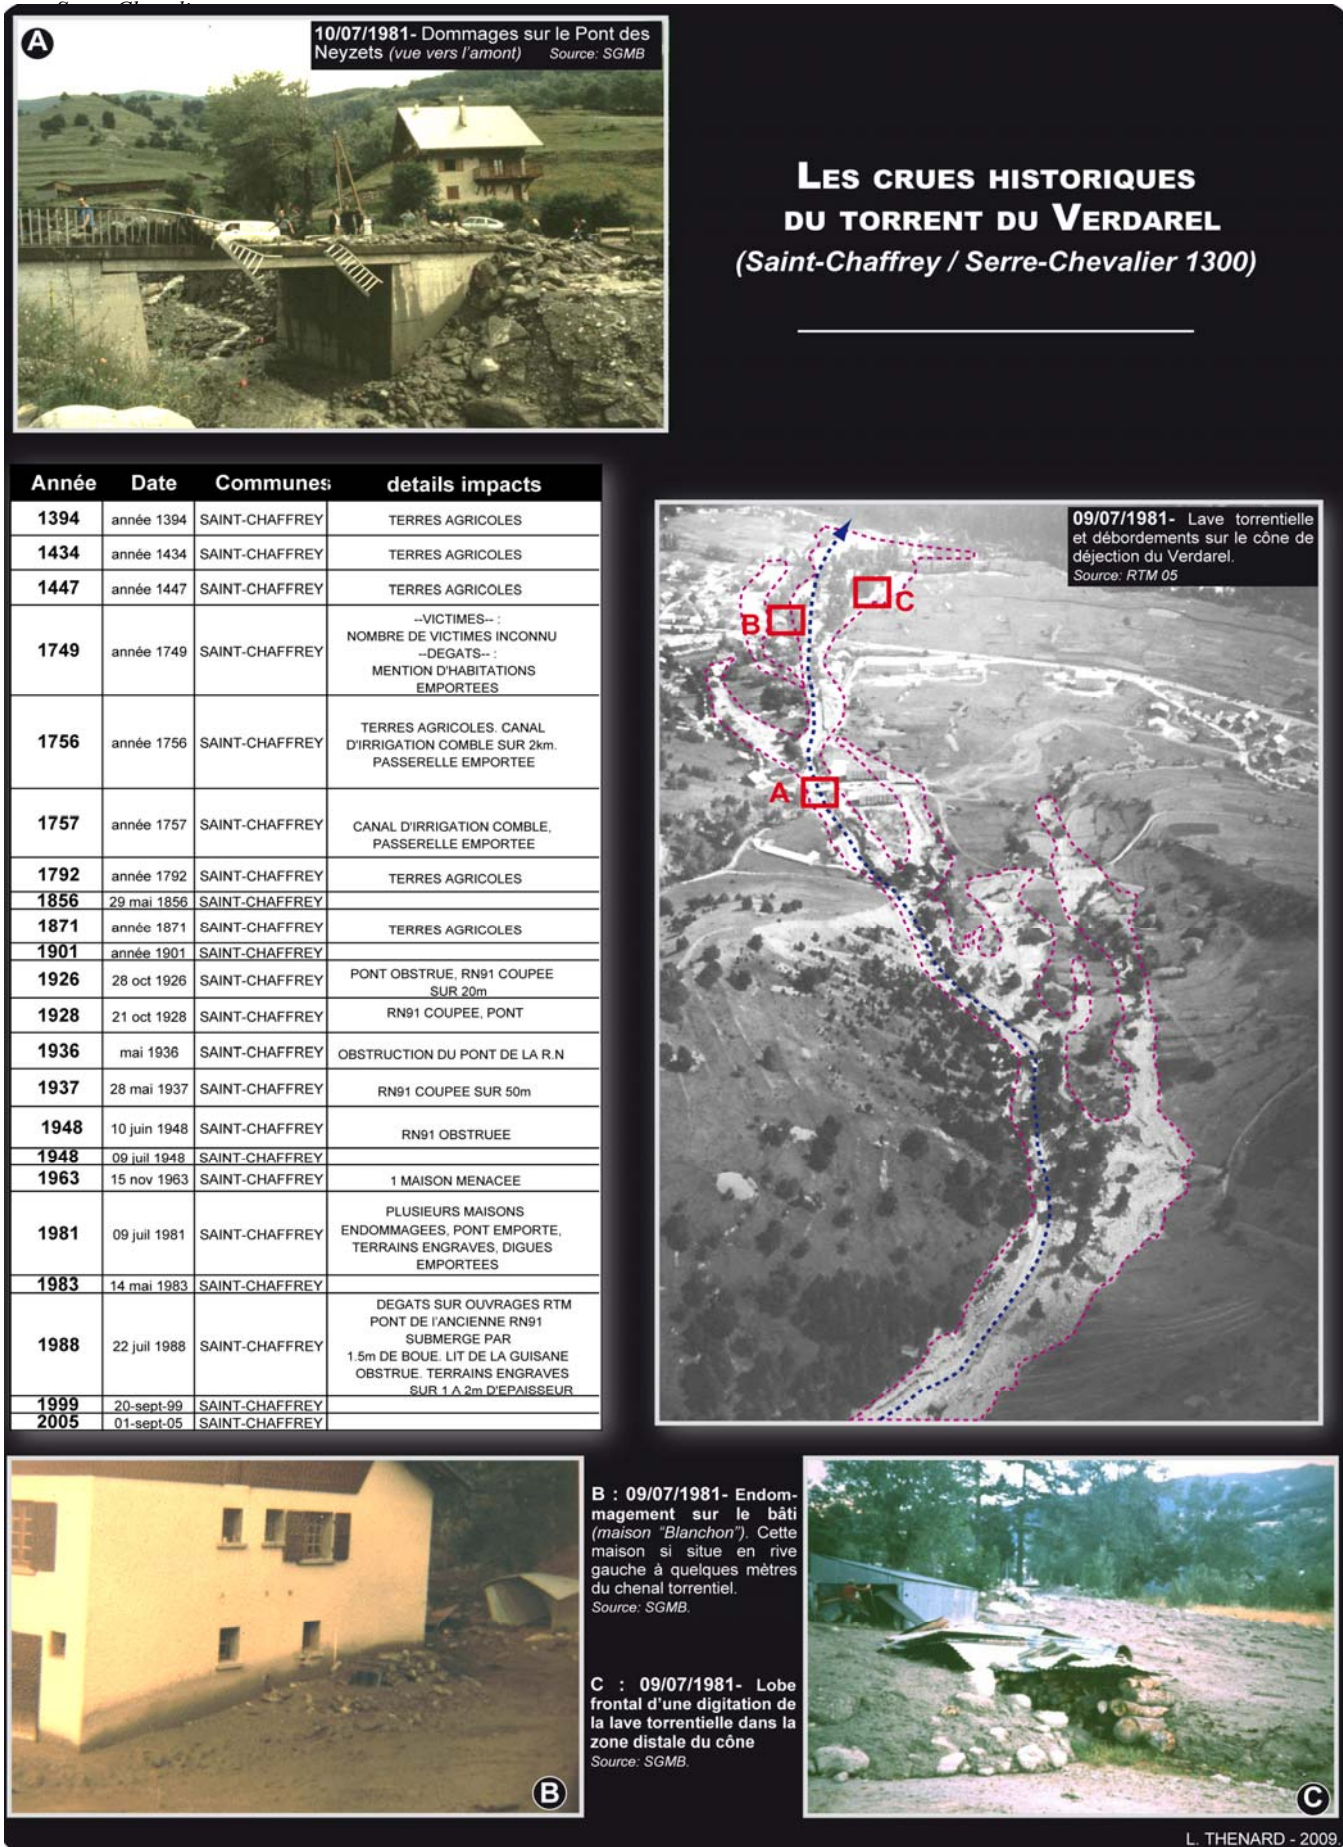 A
10/07/1981- Dommages sur le Pont des
Neyzets (vue vers l'amont) Source: SGMB
LES CRUES HISTORIQUES
DU TORRENT DU VERDAREL
(Saint-Chaffrey / Serre-Chevalier 1300)
Année Date Communes details impacts
1394 année 1394 SAINT-CHAFFREY TERRES AGRICOLES
1434 année 1434 SAINT-CHAFFREY TERRES AGRICOLES
1447 année 1447 SAINT-CHAFFREY TERRES AGRICOLES
1749 année 1749 SAINT-CHAFFREY --VICTIMES-- :
NOMBRE DE VICTIMES INCONNU
--DEGATS-- :
MENTION D'HABITATIONS
EMPORTEES
1756 année 1756 SAINT-CHAFFREY TERRES AGRICOLES. CANAL
D'IRRIGATION COMBLE SUR 2km.
PASSERELLE EMPORTEE
1757 année 1757 SAINT-CHAFFREY CANAL D'IRRIGATION COMBLE,
PASSERELLE EMPORTEE
1792 année 1792 SAINT-CHAFFREY TERRES AGRICOLES
1856 29 mai 1856 SAINT-CHAFFREY
1871 année 1871 SAINT-CHAFFREY TERRES AGRICOLES
1901 année 1901 SAINT-CHAFFREY
1926 28 oct 1926 SAINT-CHAFFREY PONT OBSTRUE, RN91 COUPEE
SUR 20m
1928 21 oct 1928 SAINT-CHAFFREY RN91 COUPEE, PONT
1936 mai 1936 SAINT-CHAFFREY OBSTRUCTION DU PONT DE LA R.N
1937 28 mai 1937 SAINT-CHAFFREY RN91 COUPEE SUR 50m
1948 10 juin 1948 SAINT-CHAFFREY RN91 OBSTRUEE
1948 09 juil 1948 SAINT-CHAFFREY
1963 15 nov 1963 SAINT-CHAFFREY 1 MAISON MENACEE
1981 09 juil 1981 SAINT-CHAFFREY PLUSIEURS MAISONS
ENDOMMAGEES, PONT EMPORTE,
TERRAINS ENGRAVES, DIGUES
EMPORTEES
1983 14 mai 1983 SAINT-CHAFFREY
1988 22 juil 1988 SAINT-CHAFFREY DEGATS SUR OUVRAGES RTM
PONT DE l'ANCIENNE RN91
SUBMERGE PAR
1.5m DE BOUE. LIT DE LA GUISANE
OBSTRUE. TERRAINS ENGRAVES
SUR 1 A 2m D'EPAISSEUR
1999 20-sept-99 SAINT-CHAFFREY
2005 01-sept-05 SAINT-CHAFFREY
09/07/1981- Lave torrentielle
et débordements sur le cône de
déjection du Verdarel.
Source: RTM 05
C
B
A
B : 09/07/1981- Endom-
magement sur le bâti
(maison "Blanchon"). Cette
maison si situe en rive
gauche à quelques mètres
du chenal torrentiel.
Source: SGMB.
C : 09/07/1981- Lobe
frontal d'une digitation de
la lave torrentielle dans la
zone distale du cône
Source: SGMB.
B
C
L. THENARD - 2009